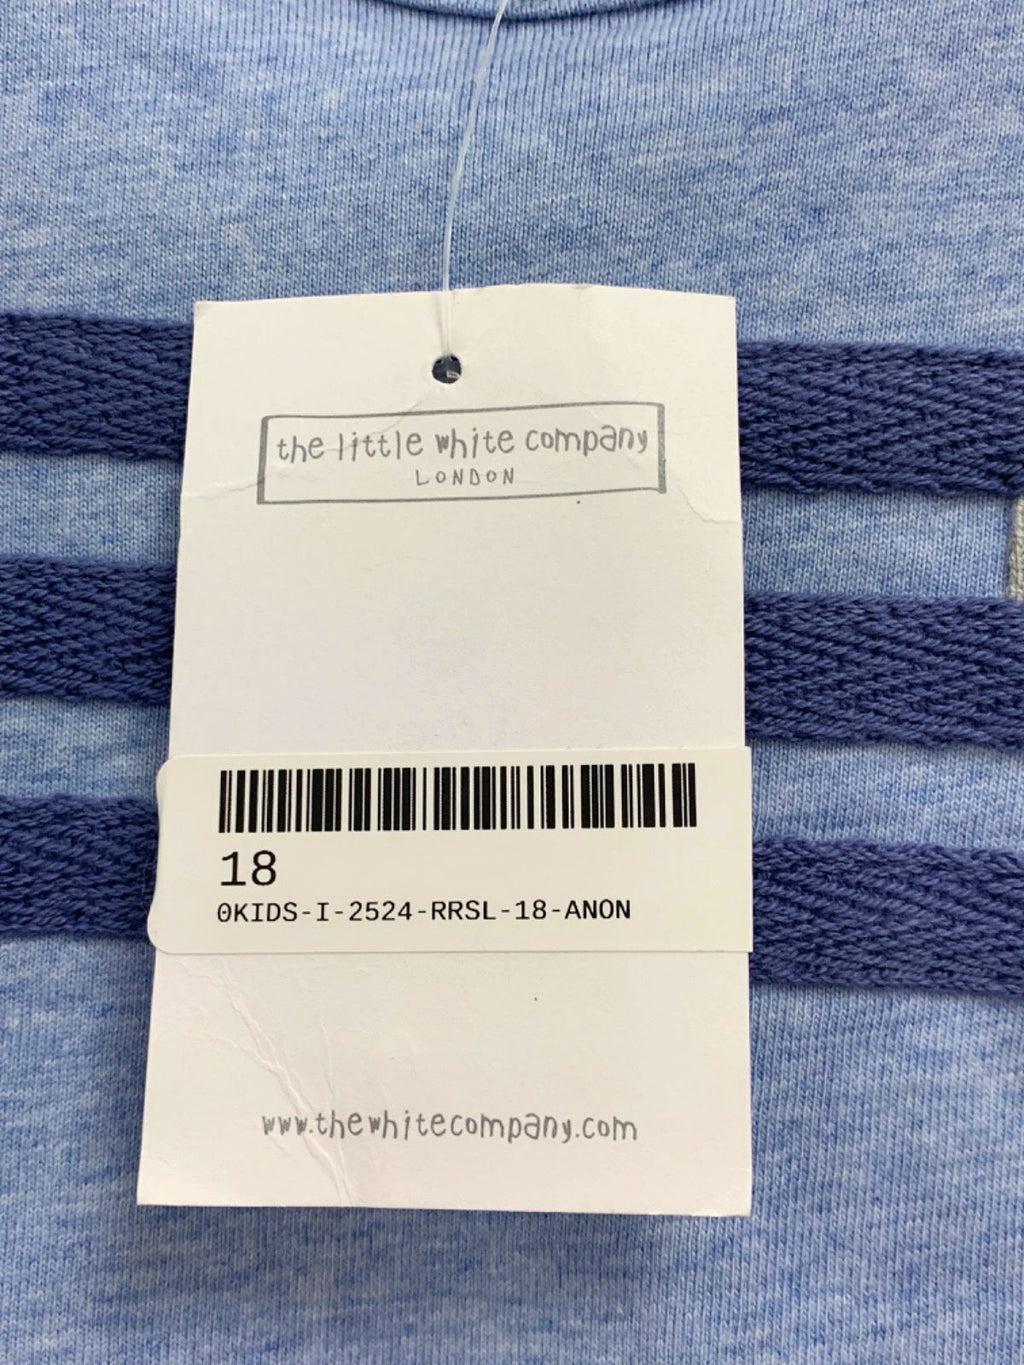 the little white company
LONDON
18
0KIDS-I-2524-RRSL-18-ANON
www.thewhitecompany.com